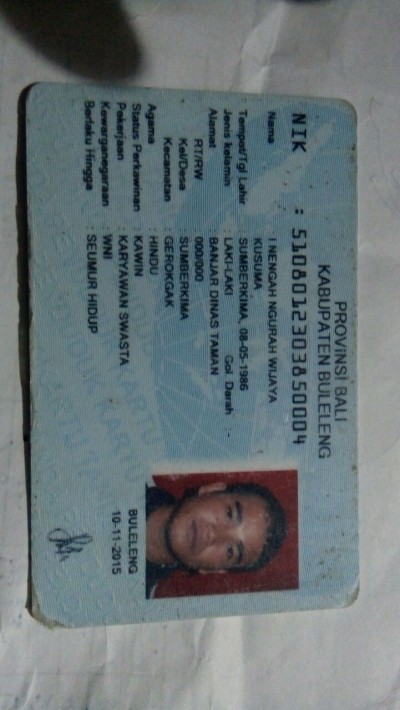 PROVINSI BALI
KABUPATEN BULELENG
NIK : 5108012303850004
Nama : I NENGAH NGURAH WIJAYA
KUSUMA
Tempat/Tgl Lahir : SUMBERKIMA, 08-05-1986
Jenis kelamin : LAKI-LAKI Gol. Darah : -
Alamat : BANJAR DINAS TAMAN
RT/RW : 000/000
Kel/Desa : SUMBERKIMA
Kecamatan : GEROKGAK
Agama : HINDU
Status Perkawinan : KAWIN
Pekerjaan : KARYAWAN SWASTA
Kewarganegaraan : WNI
Berlaku Hingga : SEUMUR HIDUP
BULELENG
10-11-2015